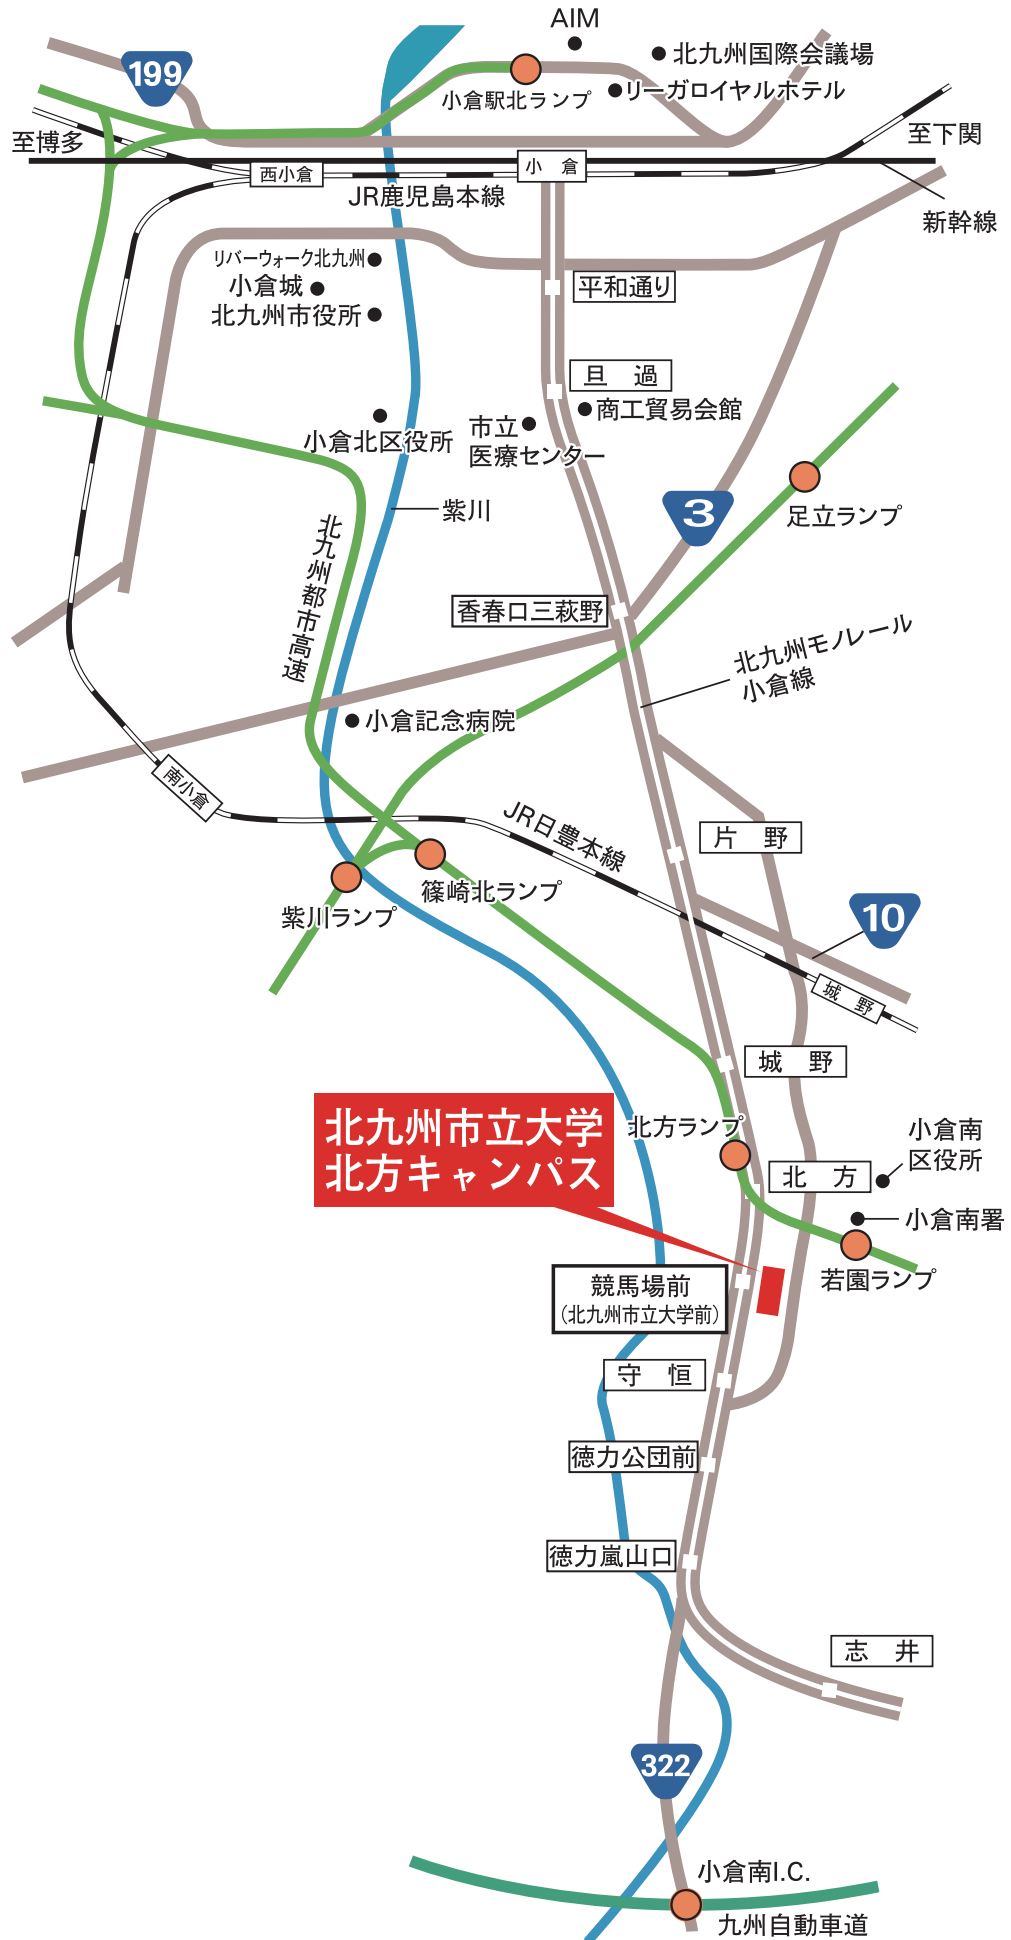 AIM
北九州国際会議場
199
小倉駅北ランプ
リーガロイヤルホテル
至博多
至下関
西小倉
小 倉
JR鹿児島本線
新幹線
リバーウォーク北九州
小倉城
北九州市役所
平和通り
旦 過
商工貿易会館
市立
医療センター
小倉北区役所
紫川
3
足立ランプ
北九州都市高速
香春口三萩野
北九州モノレール
小倉線
小倉記念病院
南小倉
JR日豊本線
片 野
篠崎北ランプ
紫川ランプ
10
城 野
城 野
北九州市立大学
北方キャンパス
北方ランプ
小倉南
区役所
北 方
小倉南署
若園ランプ
競馬場前
(北九州市立大学前)
守 恒
徳力公団前
徳力嵐山口
志 井
322
小倉南I.C.
九州自動車道